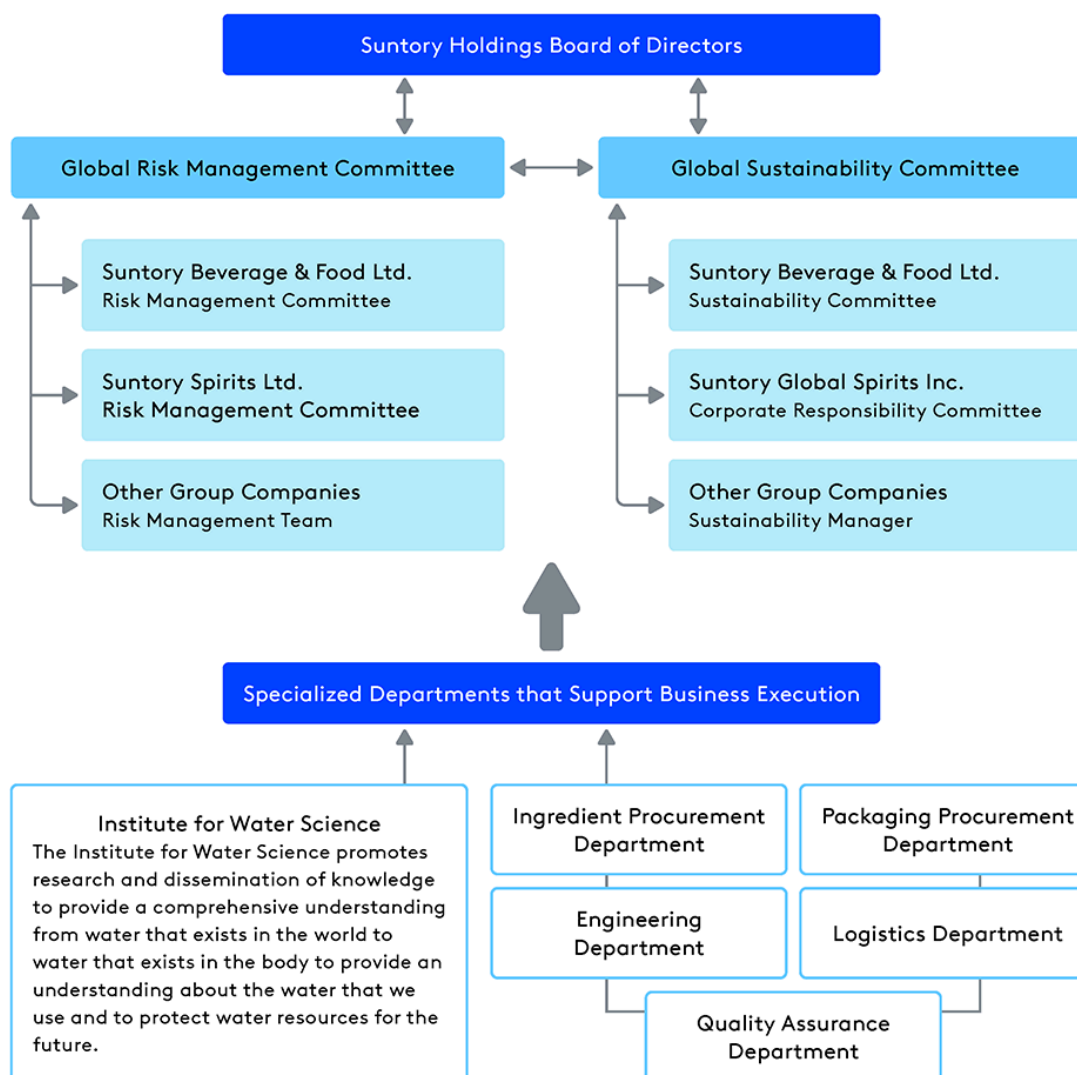 Suntory Holdings Board of Directors
Global Risk Management Committee
Global Sustainability Committee
Suntory Beverage & Food Ltd.
Risk Management Committee
Suntory Spirits Ltd.
Risk Management Committee
Other Group Companies
Risk Management Team
Suntory Beverage & Food Ltd.
Sustainability Committee
Suntory Global Spirits Inc.
Corporate Responsibility Committee
Other Group Companies
Sustainability Manager
Specialized Departments that Support Business Execution
Institute for Water Science
The Institute for Water Science promotes
research and dissemination of knowledge
to provide a comprehensive understanding
from water that exists in the world to
water that exists in the body to provide an
understanding about the water that we
use and to protect water resources for the
future.
Ingredient Procurement
Department
Packaging Procurement
Department
Engineering
Department
Logistics Department
Quality Assurance
Department